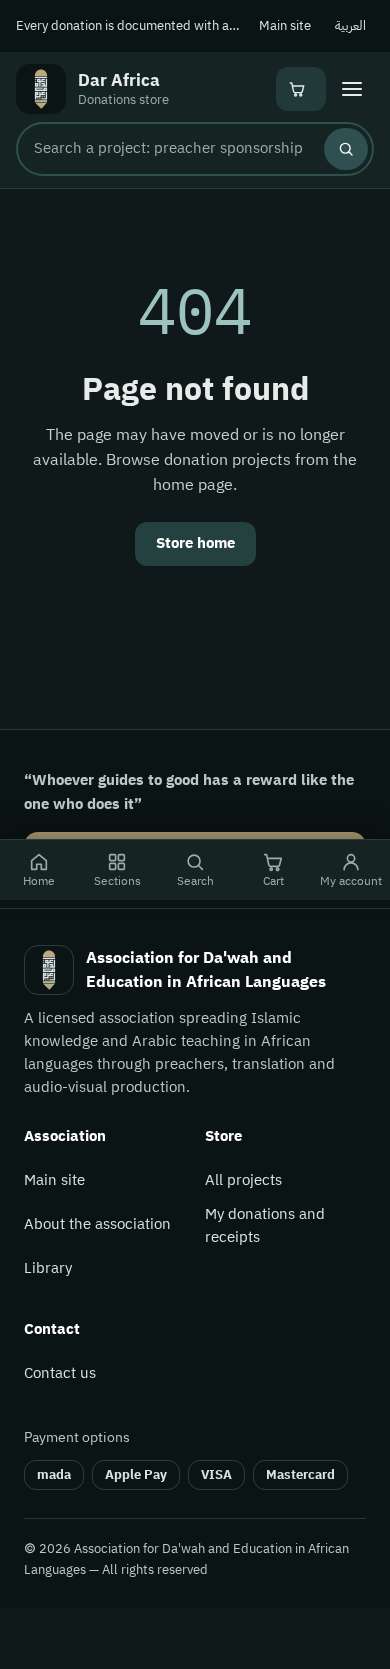 Every donation is documented with a... Main site العربية
Dar Africa
Donations store
Search a project: preacher sponsorship
404
Page not found
The page may have moved or is no longer
available. Browse donation projects from the
home page.
Store home
“Whoever guides to good has a reward like the
one who does it”
Home Sections Search Cart My account
Association for Da'wah and
Education in African Languages
A licensed association spreading Islamic
knowledge and Arabic teaching in African
languages through preachers, translation and
audio-visual production.
Association Store
Main site All projects
About the association My donations and
receipts
Library
Contact
Contact us
Payment options
mada Apple Pay VISA Mastercard
© 2026 Association for Da'wah and Education in African
Languages — All rights reserved